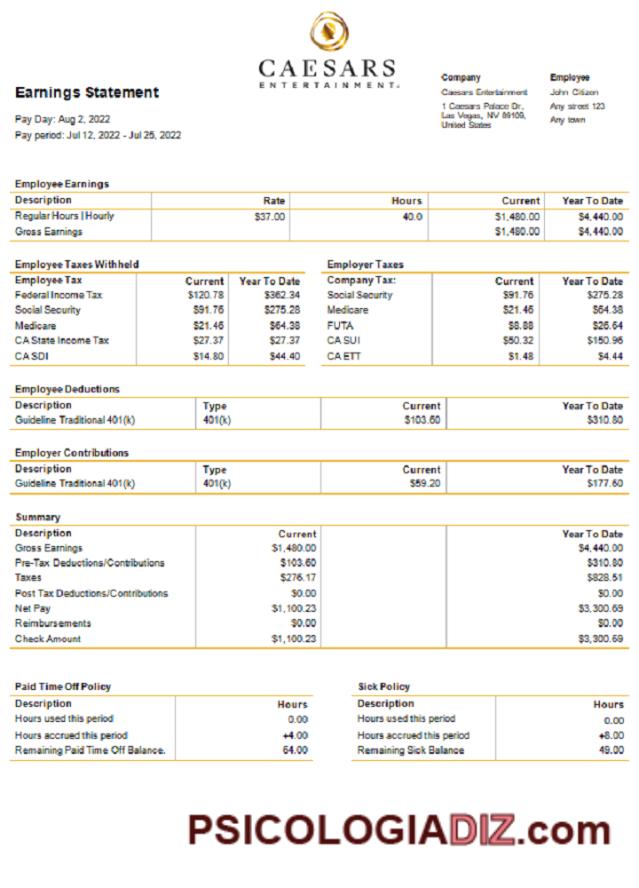 CAESARS
ENTERTAINMENT.
Earnings Statement
Pay Day: Aug 2, 2022
Pay period: Jul 12, 2022 - Jul 25, 2022
Company Employee
Caesars Entertainment John Citizen
1 Caesars Palace Dr, Any street 123
Las Vegas, NV 89109, Any town
United States
Employee Earnings
Description Rate Hours Current Year To Date
Regular Hours | Hourly $37.00 40.0 $1,480.00 $4,440.00
Gross Earnings $1,480.00 $4,440.00
Employee Taxes Withheld Employer Taxes
Employee Tax Current Year To Date Company Tax: Current Year To Date
Federal Income Tax $120.78 $362.34 Social Security $91.76 $275.28
Social Security $91.76 $275.28 Medicare $21.46 $64.38
Medicare $21.46 $64.38 FUTA $8.88 $26.64
CA State Income Tax $27.37 $27.37 CA SUI $50.32 $150.96
CA SDI $14.80 $44.40 CA ETT $1.48 $4.44
Employee Deductions
Description Type Current Year To Date
Guideline Traditional 401(k) 401(k) $103.60 $310.80
Employer Contributions
Description Type Current Year To Date
Guideline Traditional 401(k) 401(k) $59.20 $177.60
Summary
Description Current Year To Date
Gross Earnings $1,480.00 $4,440.00
Pre-Tax Deductions/Contributions $103.60 $310.80
Taxes $276.17 $828.51
Post Tax Deductions/Contributions $0.00 $0.00
Net Pay $1,100.23 $3,300.69
Reimbursements $0.00 $0.00
Check Amount $1,100.23 $3,300.69
Paid Time Off Policy Sick Policy
Description Hours Description Hours
Hours used this period 0.00 Hours used this period 0.00
Hours accrued this period +4.00 Hours accrued this period +8.00
Remaining Paid Time Off Balance. 64.00 Remaining Sick Balance 49.00
PSICOLOGIADIZ.com